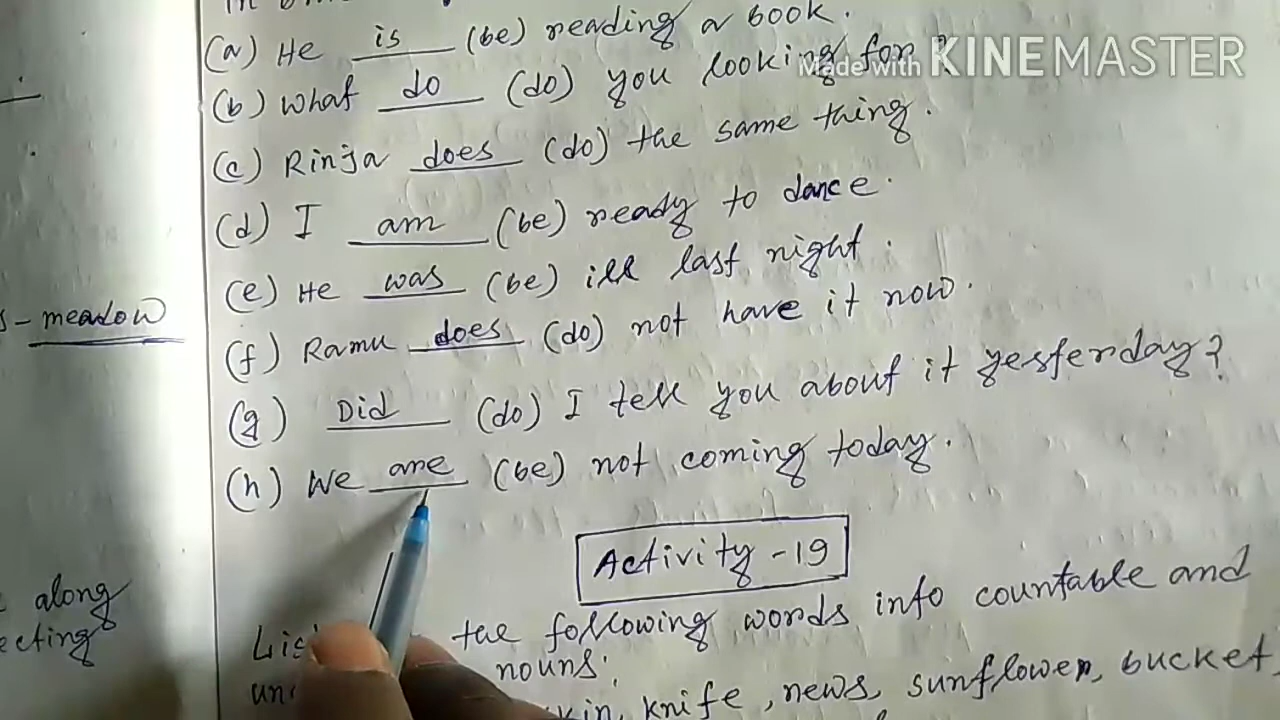 (a) He is (be) reading a book.
Made with KINEMASTER
(b) What do (do) you looking for?
(c) Rinja does (do) the same thing.
(d) I am (be) ready to dance.
(e) He was (be) ill last night.
s - meadow
(f) Ramu does (do) not have it now.
(g) Did (do) I tell you about it yesterday?
(h) We are (be) not coming today.
Activity - 19
along
the following words into countable and
ecting
nouns:
knife, news, sunflower, bucket,